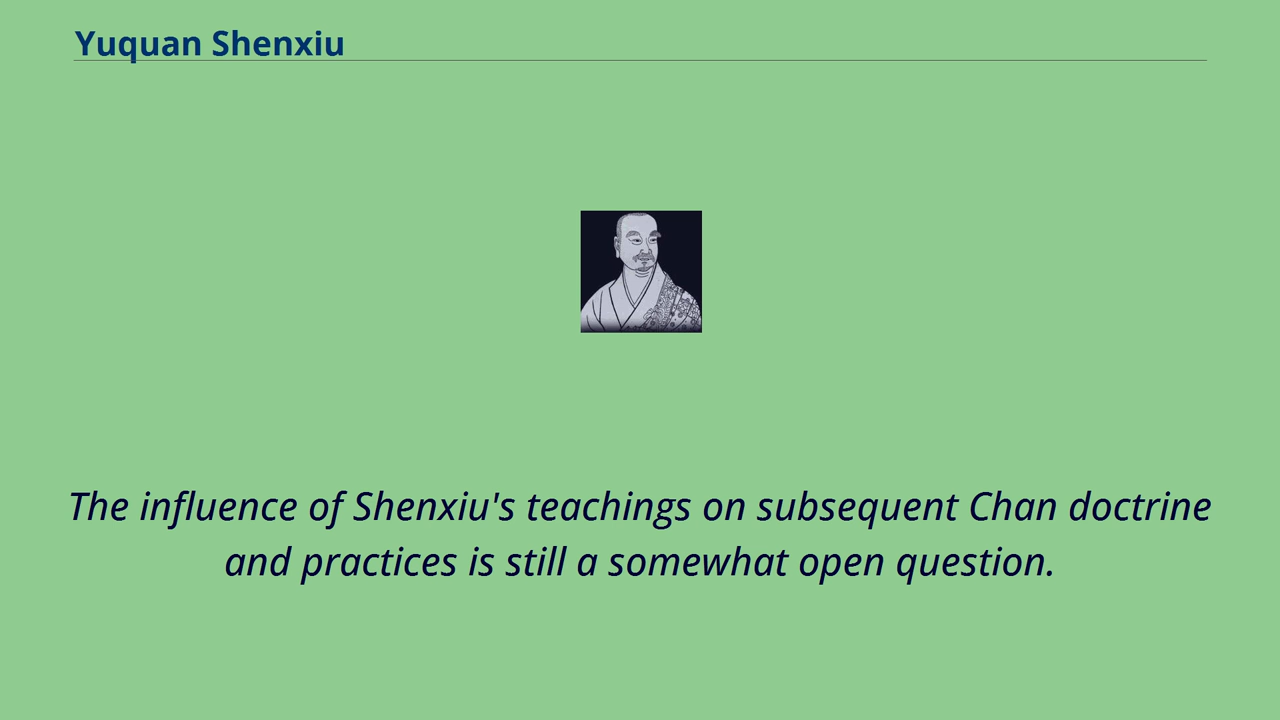 Yuquan Shenxiu
The influence of Shenxiu's teachings on subsequent Chan doctrine
and practices is still a somewhat open question.